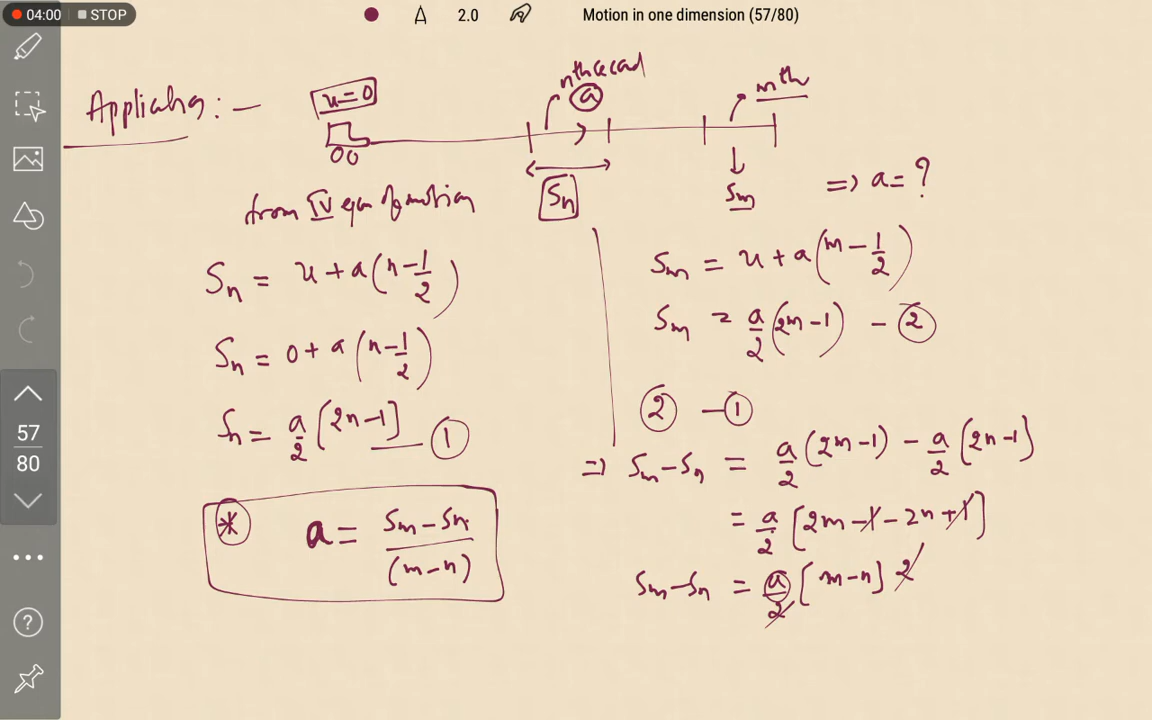 04:00 STOP
2.0
Motion in one dimension (57/80)
Application :-
u=0
nth second
a
mth
Sn
Sm
⇒ a = ?
from IV eqn of motion
Sn = u + a(n - 1/2)
Sn = 0 + a(n - 1/2)
Sn = a/2 [2n-1] — ①
* a = Sm - Sn / (m-n)
Sm = u + a(m - 1/2)
Sm = a/2 (2m-1) - ②
② - ①
⇒ Sm - Sn = a/2 (2m-1) - a/2 [2n-1]
= a/2 [2m - 1 - 2n + 1]
Sm - Sn = a/2 [m-n] 2
57
80
?